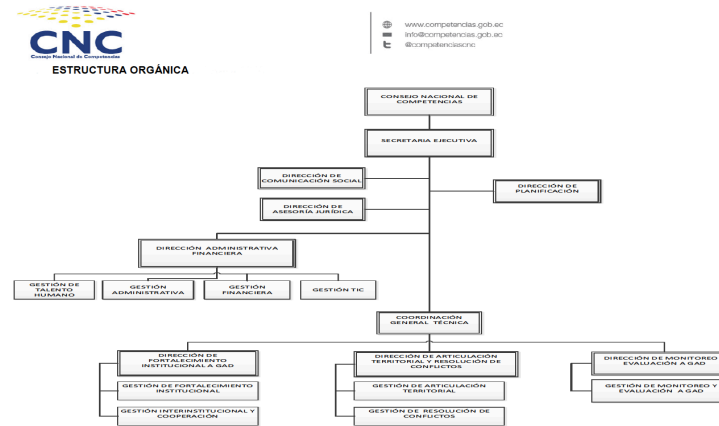 CNC
Consejo Nacional de Competencias
www.competencias.gob.ec
info@competencias.gob.ec
@competenciascnc
ESTRUCTURA ORGÁNICA
CONSEJO NACIONAL DE
COMPETENCIAS
SECRETARIA EJECUTIVA
DIRECCIÓN DE
COMUNICACIÓN SOCIAL
DIRECCIÓN DE
PLANIFICACIÓN
DIRECCIÓN DE
ASESORÍA JURÍDICA
DIRECCIÓN ADMINISTRATIVA
FINANCIERA
GESTIÓN DE
TALENTO
HUMANO
GESTIÓN
ADMINISTRATIVA
GESTIÓN
FINANCIERA
GESTIÓN TIC
COORDINACIÓN
GENERAL TÉCNICA
DIRECCIÓN DE
FORTALECIMIENTO
INSTITUCIONAL A GAD
DIRECCIÓN DE ARTICULACIÓN
TERRITORIAL Y RESOLUCIÓN DE
CONFLICTOS
DIRECCIÓN DE MONITOREO
EVALUACIÓN A GAD
GESTIÓN DE FORTALECIMIENTO
INSTITUCIONAL
GESTIÓN DE ARTICULACIÓN
TERRITORIAL
GESTIÓN DE MONITOREO Y
EVALUACIÓN A GAD
GESTIÓN INTERINSTITUCIONAL Y
COOPERACIÓN
GESTIÓN DE RESOLUCIÓN DE
CONFLICTOS